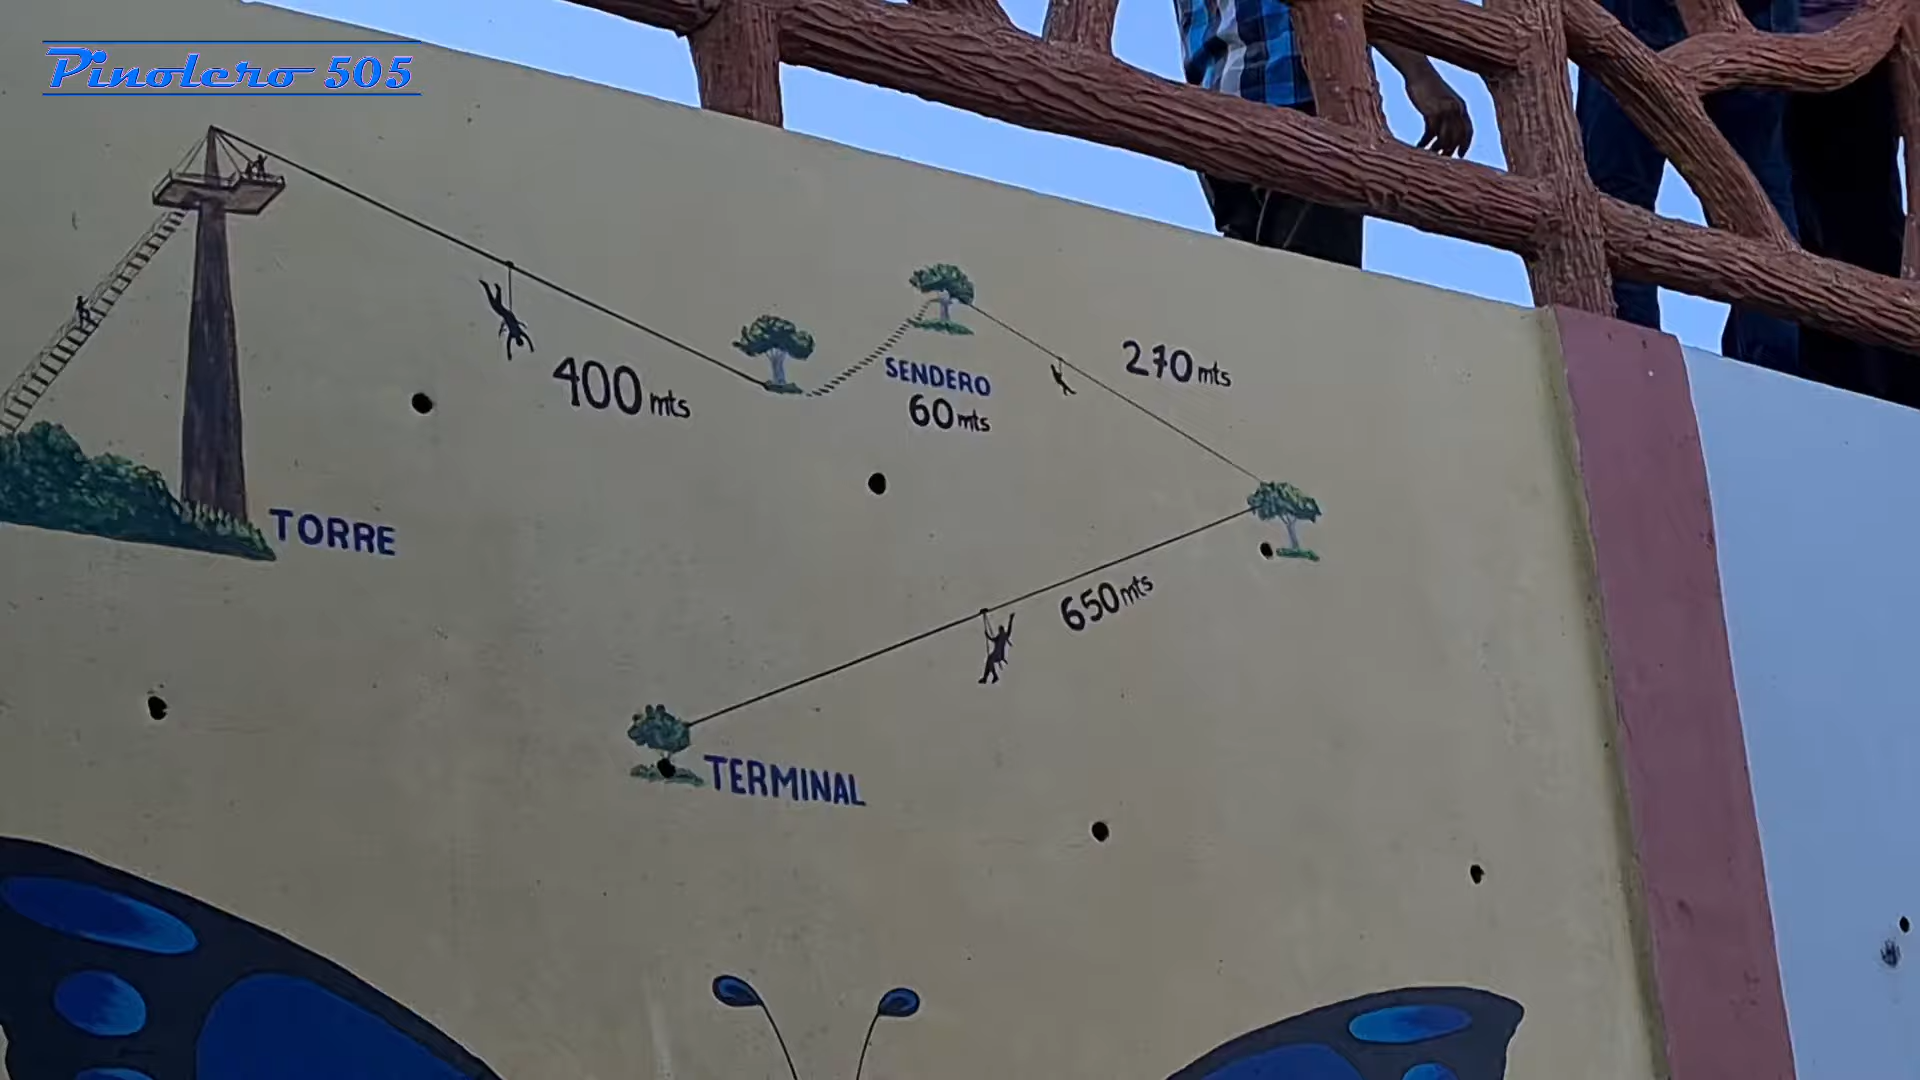 Pinolero 505
400 mts
SENDERO
60 mts
270 mts
TORRE
650 mts
TERMINAL